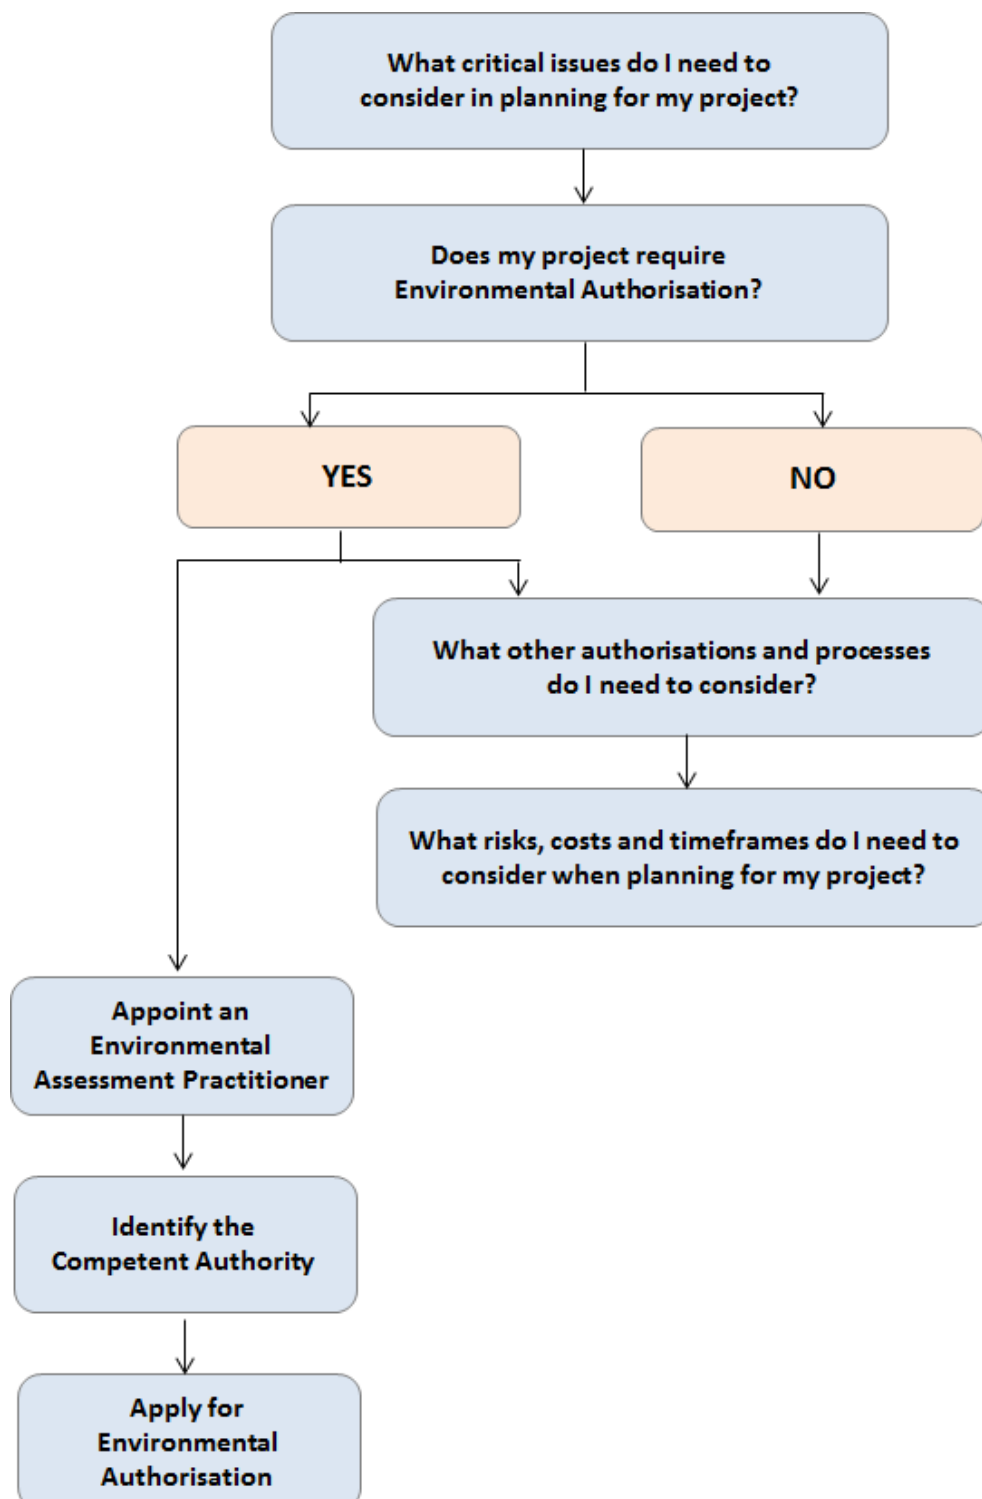 What critical issues do I need to
consider in planning for my project?
Does my project require
Environmental Authorisation?
YES
NO
What other authorisations and processes
do I need to consider?
What risks, costs and timeframes do I need to
consider when planning for my project?
Appoint an
Environmental
Assessment Practitioner
Identify the
Competent Authority
Apply for
Environmental
Authorisation